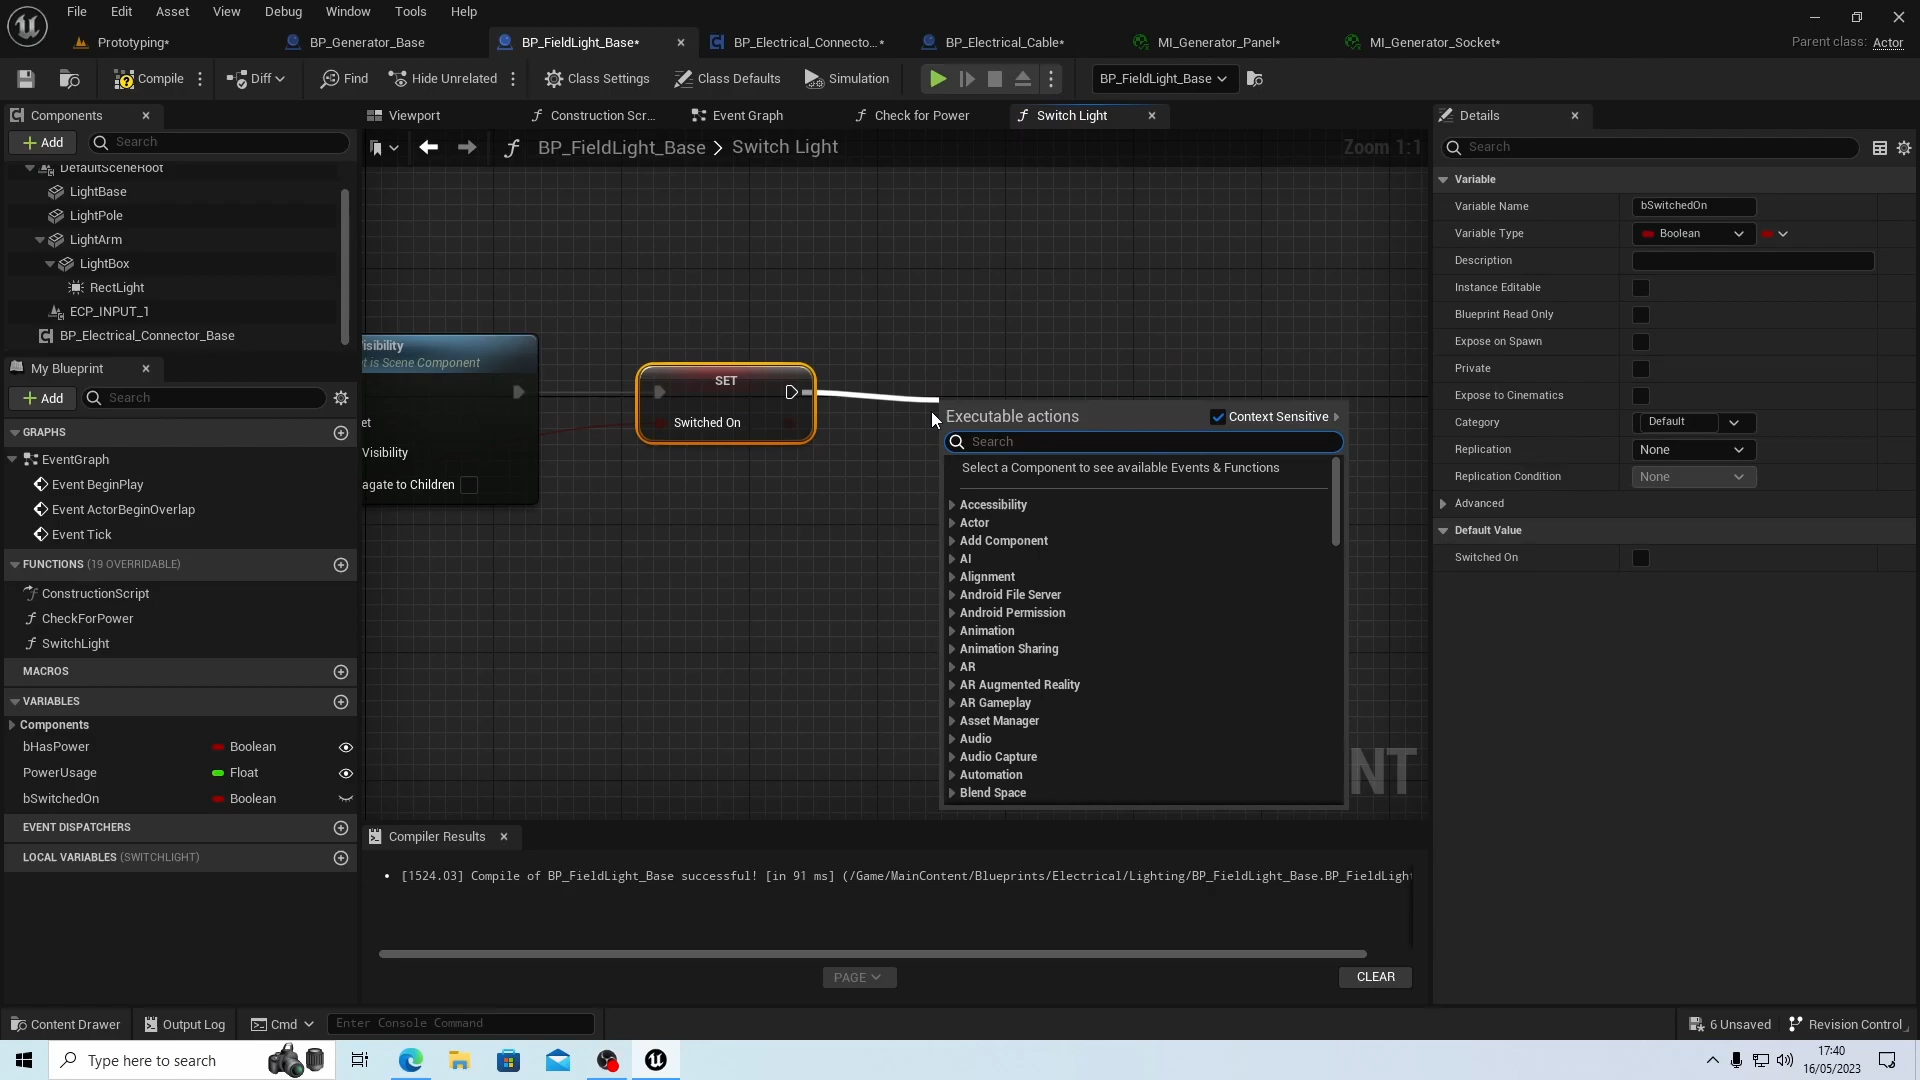 File Edit Asset View Debug Window Tools Help
Prototyping* BP_Generator_Base BP_FieldLight_Base* BP_Electrical_Connecto...* BP_Electrical_Cable* MI_Generator_Panel* MI_Generator_Socket* Parent class: Actor
Compile Diff Find Hide Unrelated Class Settings Class Defaults Simulation BP_FieldLight_Base
Components
Add Search
DefaultSceneRoot
LightBase
LightPole
LightArm
LightBox
RectLight
ECP_INPUT_1
BP_Electrical_Connector_Base
My Blueprint
Add Search
GRAPHS
EventGraph
Event BeginPlay
Event ActorBeginOverlap
Event Tick
FUNCTIONS (19 OVERRIDABLE)
ConstructionScript
CheckForPower
SwitchLight
MACROS
VARIABLES
Components
bHasPower Boolean
PowerUsage Float
bSwitchedOn Boolean
EVENT DISPATCHERS
LOCAL VARIABLES (SWITCHLIGHT)
Viewport Construction Scr... Event Graph Check for Power Switch Light
BP_FieldLight_Base > Switch Light Zoom 1:1
isibility
t is Scene Component
et
Visibility
agate to Children
SET
Switched On
Executable actions Context Sensitive
Search
Select a Component to see available Events & Functions
Accessibility
Actor
Add Component
AI
Alignment
Android File Server
Android Permission
Animation
Animation Sharing
AR
AR Augmented Reality
AR Gameplay
Asset Manager
Audio
Audio Capture
Automation
Blend Space
NT
Compiler Results
[1524.03] Compile of BP_FieldLight_Base successful! [in 91 ms] (/Game/MainContent/Blueprints/Electrical/Lighting/BP_FieldLight_Base.BP_FieldLight
PAGE CLEAR
Details
Search
Variable
Variable Name bSwitchedOn
Variable Type Boolean
Description
Instance Editable
Blueprint Read Only
Expose on Spawn
Private
Expose to Cinematics
Category Default
Replication None
Replication Condition None
Advanced
Default Value
Switched On
Content Drawer Output Log Cmd Enter Console Command 6 Unsaved Revision Control
Type here to search 17:40
16/05/2023